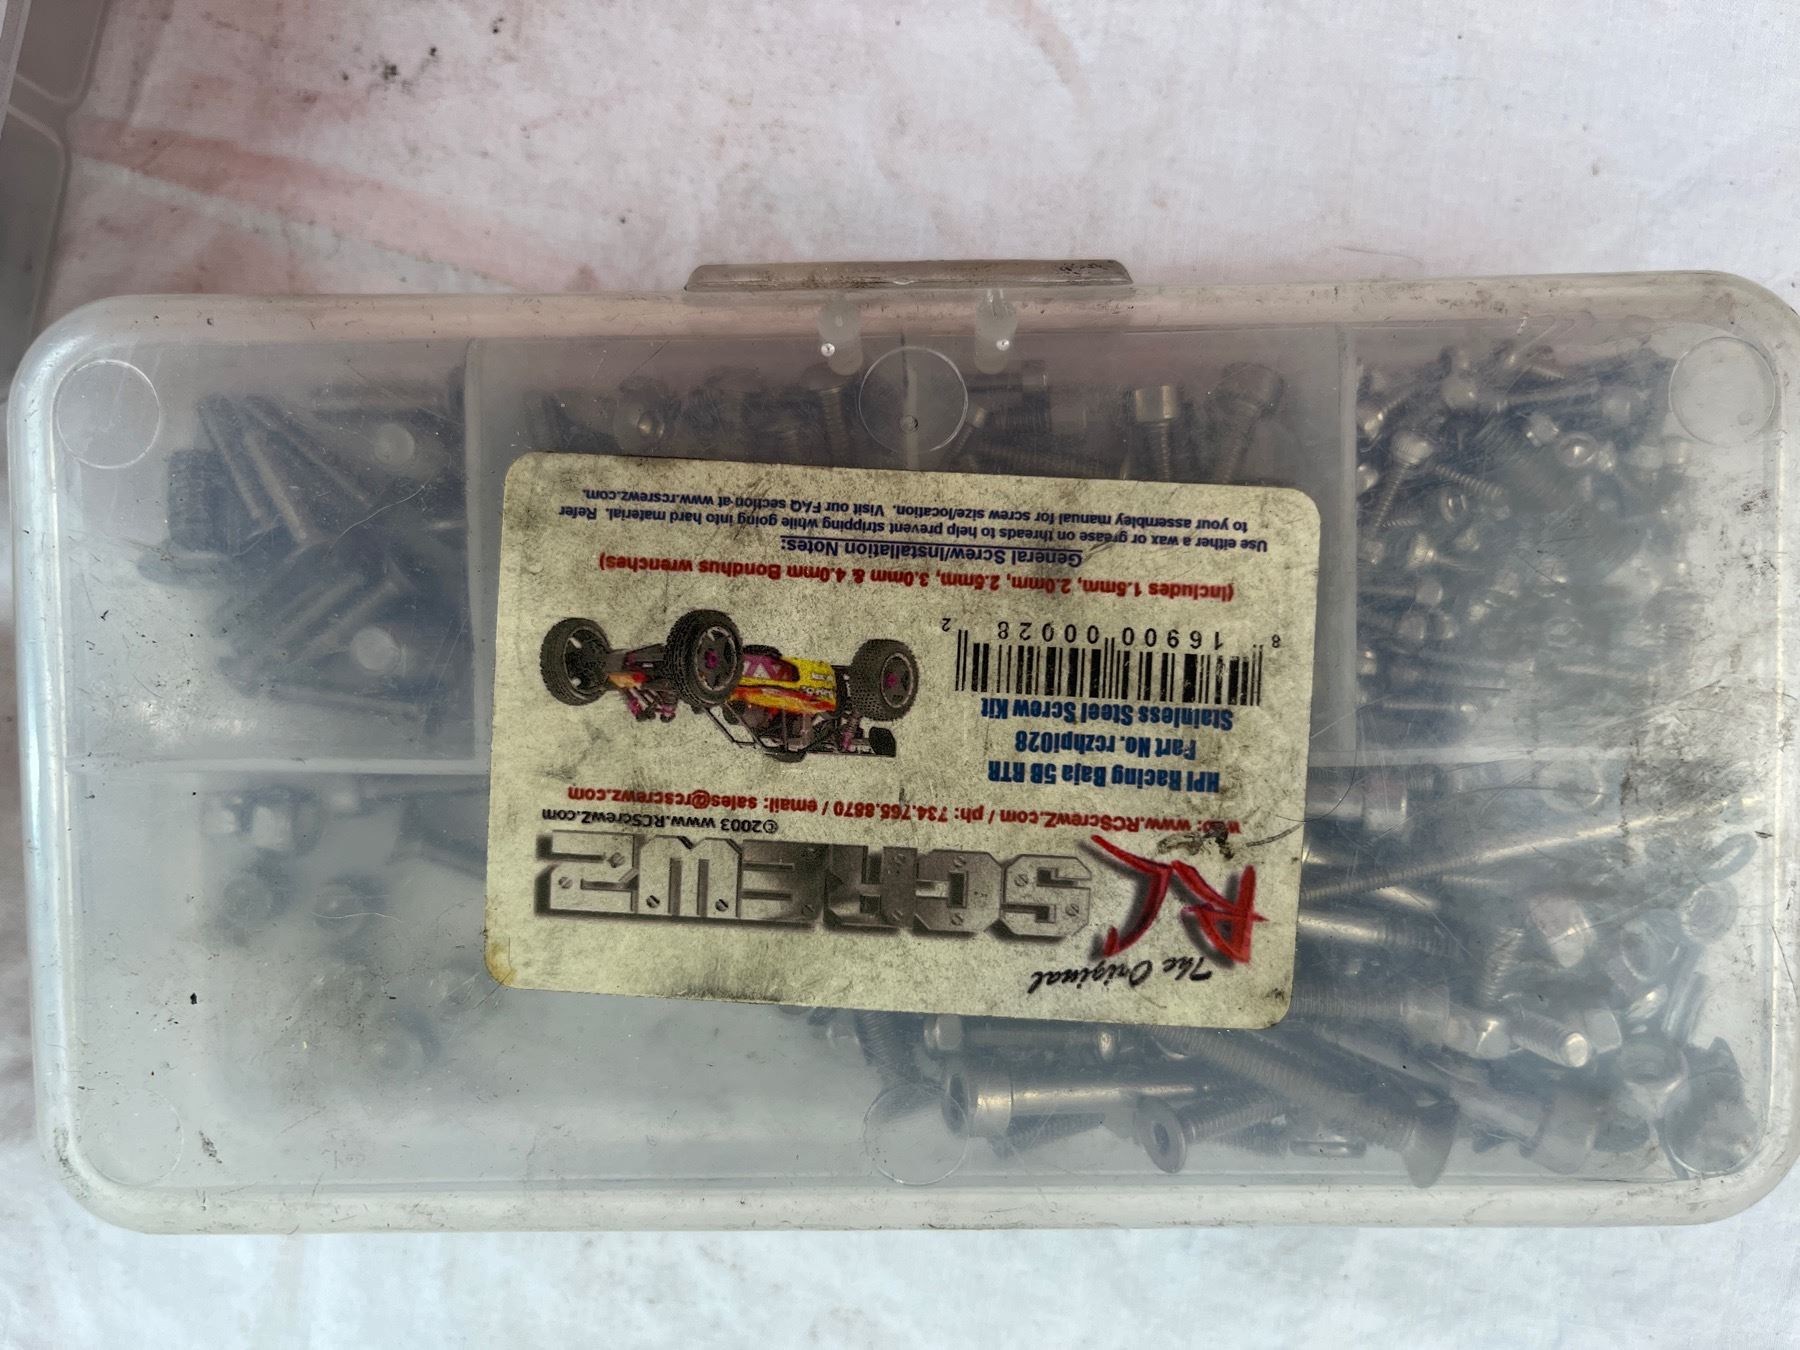 The Original
RC
SCREWZ
©2003 www.RCScrewZ.com
web: www.RCScrewZ.com / ph: 734.765.8870 / email: sales@rcscrewz.com
HPI Racing Baja 5B RTR
Part No. rczhpi028
Stainless Steel Screw Kit
8 16900 00028 2
(includes 1.5mm, 2.0mm, 2.5mm, 3.0mm & 4.0mm Bondhus wrenches)
General Screw/Installation Notes:
Use either a wax or grease on threads to help prevent stripping while going into hard material. Refer
to your assembley manual for screw size/location. Visit our FAQ section at www.rcsrewz.com.